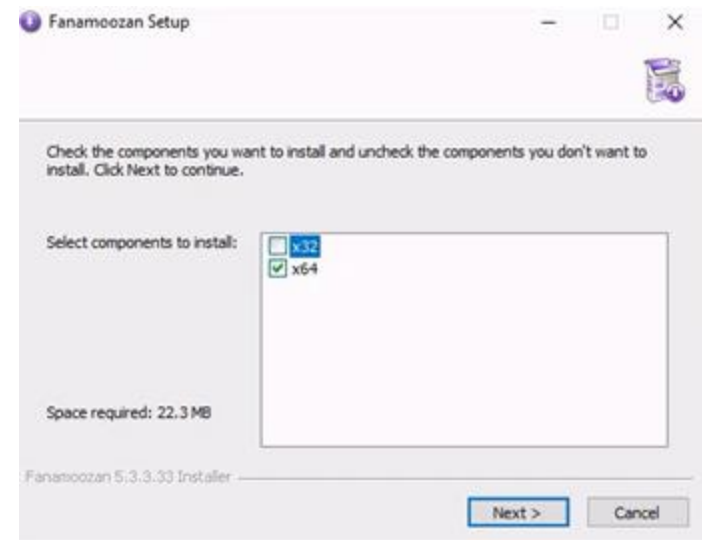 Fanamoozan Setup
Check the components you want to install and uncheck the components you don't want to
install. Click Next to continue.
Select components to install:
x32
x64
Space required: 22.3 MB
Fanamoozan 5.3.3.33 Installer
Next >
Cancel